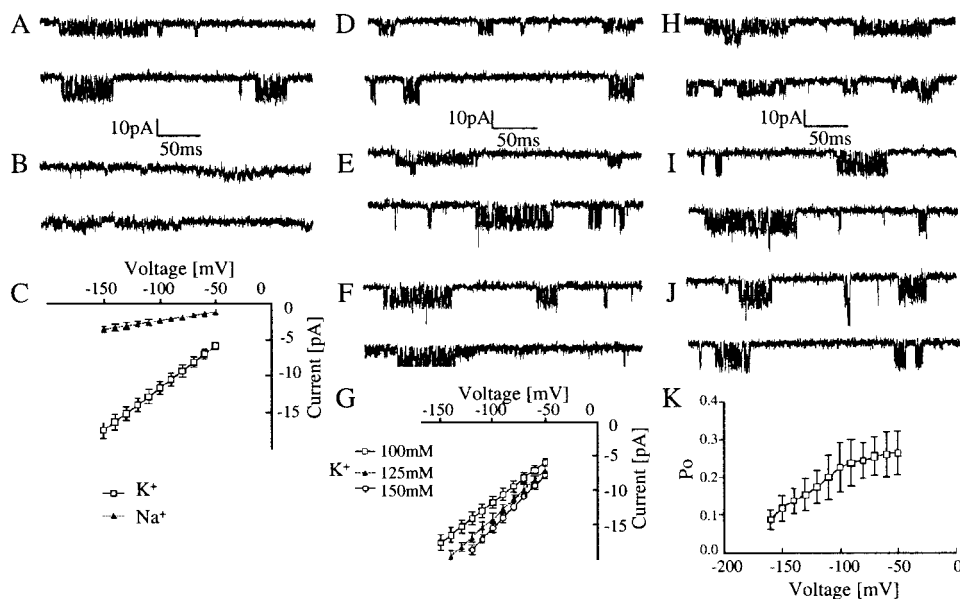 A
D
H
10pA
50ms
10pA
50ms
10pA
50ms
B
E
I
C
Voltage [mV]
-150 -100 -50 0
0
-5
-10
-15
Current [pA]
K⁺
Na⁺
F
J
G
Voltage [mV]
-150 -100 -50 0
0
-5
-10
-15
Current [pA]
K⁺
100mM
125mM
150mM
K
Po
0.4
0.3
0.2
0.1
0.0
-200 -150 -100 -50 0
Voltage [mV]